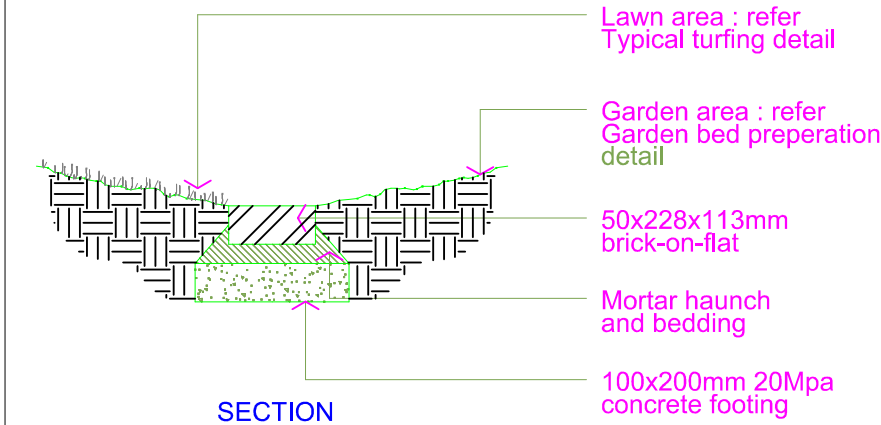 Lawn area : refer
Typical turfing detail
Garden area : refer
Garden bed preperation
detail
50x228x113mm
brick-on-flat
Mortar haunch
and bedding
100x200mm 20Mpa
concrete footing
SECTION